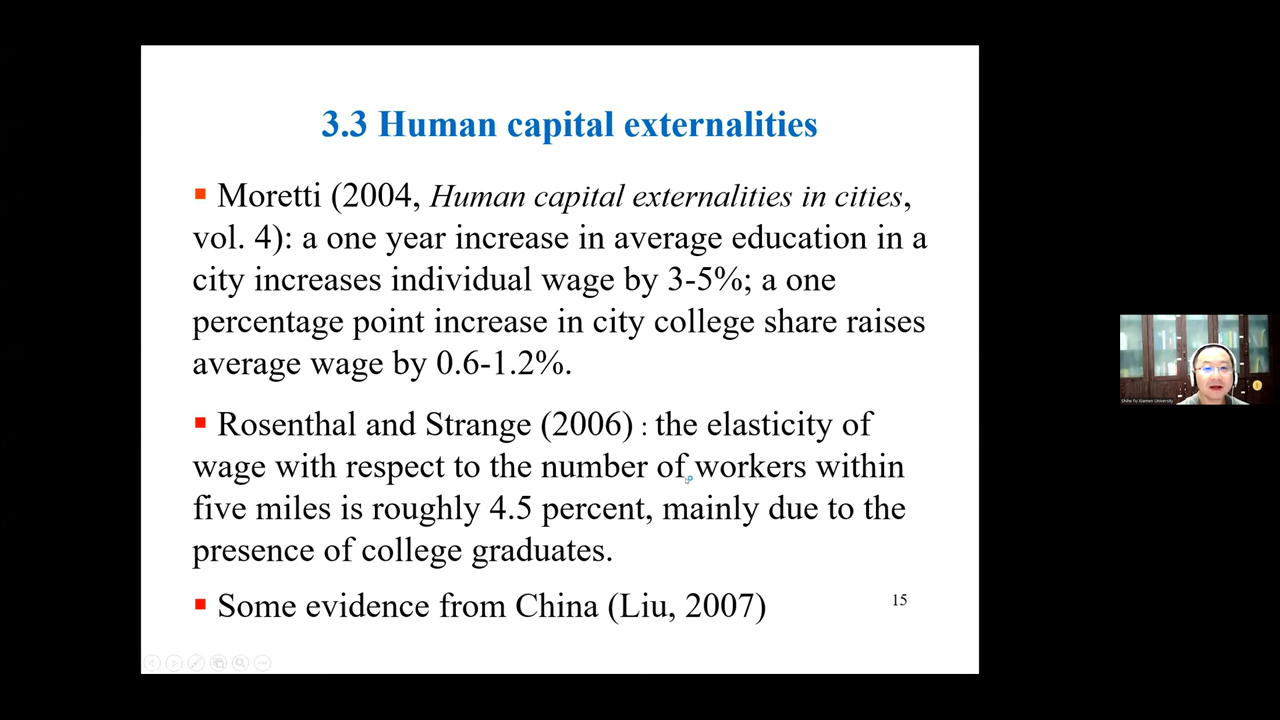 3.3 Human capital externalities
▪ Moretti (2004, Human capital externalities in cities,
vol. 4): a one year increase in average education in a
city increases individual wage by 3-5%; a one
percentage point increase in city college share raises
average wage by 0.6-1.2%.
▪ Rosenthal and Strange (2006) : the elasticity of
wage with respect to the number of workers within
five miles is roughly 4.5 percent, mainly due to the
presence of college graduates.
▪ Some evidence from China (Liu, 2007)
15
Shihe Fu Xiamen University